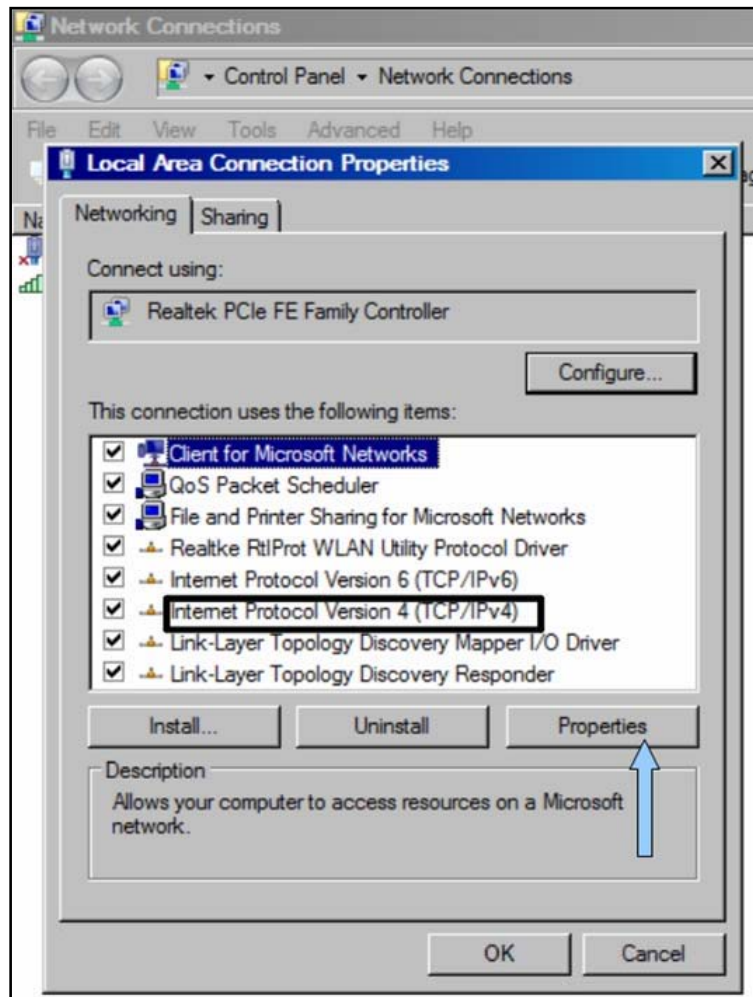 Network Connections
Control Panel Network Connections
File Edit View Tools Advanced Help
Local Area Connection Properties
Networking Sharing
Connect using:
Realtek PCIe FE Family Controller
Configure...
This connection uses the following items:
Client for Microsoft Networks
QoS Packet Scheduler
File and Printer Sharing for Microsoft Networks
Realtke RtlProt WLAN Utility Protocol Driver
Internet Protocol Version 6 (TCP/IPv6)
Internet Protocol Version 4 (TCP/IPv4)
Link-Layer Topology Discovery Mapper I/O Driver
Link-Layer Topology Discovery Responder
Install... Uninstall Properties
Description
Allows your computer to access resources on a Microsoft
network.
OK Cancel